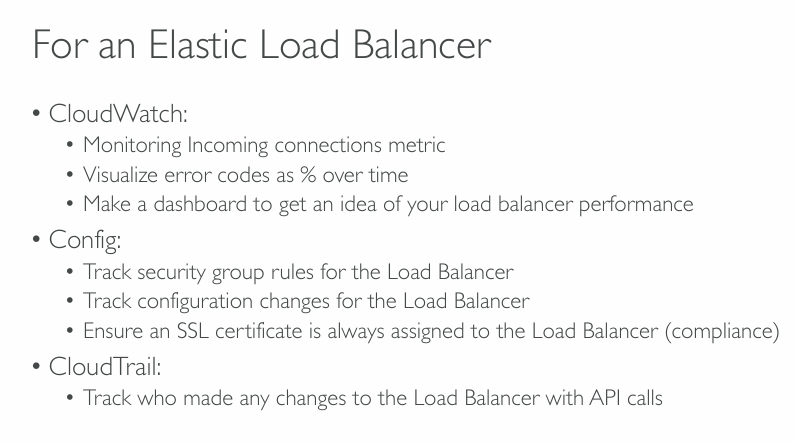 For an Elastic Load Balancer
• CloudWatch:
• Monitoring Incoming connections metric
• Visualize error codes as % over time
• Make a dashboard to get an idea of your load balancer performance
• Config:
• Track security group rules for the Load Balancer
• Track configuration changes for the Load Balancer
• Ensure an SSL certificate is always assigned to the Load Balancer (compliance)
• CloudTrail:
• Track who made any changes to the Load Balancer with API calls